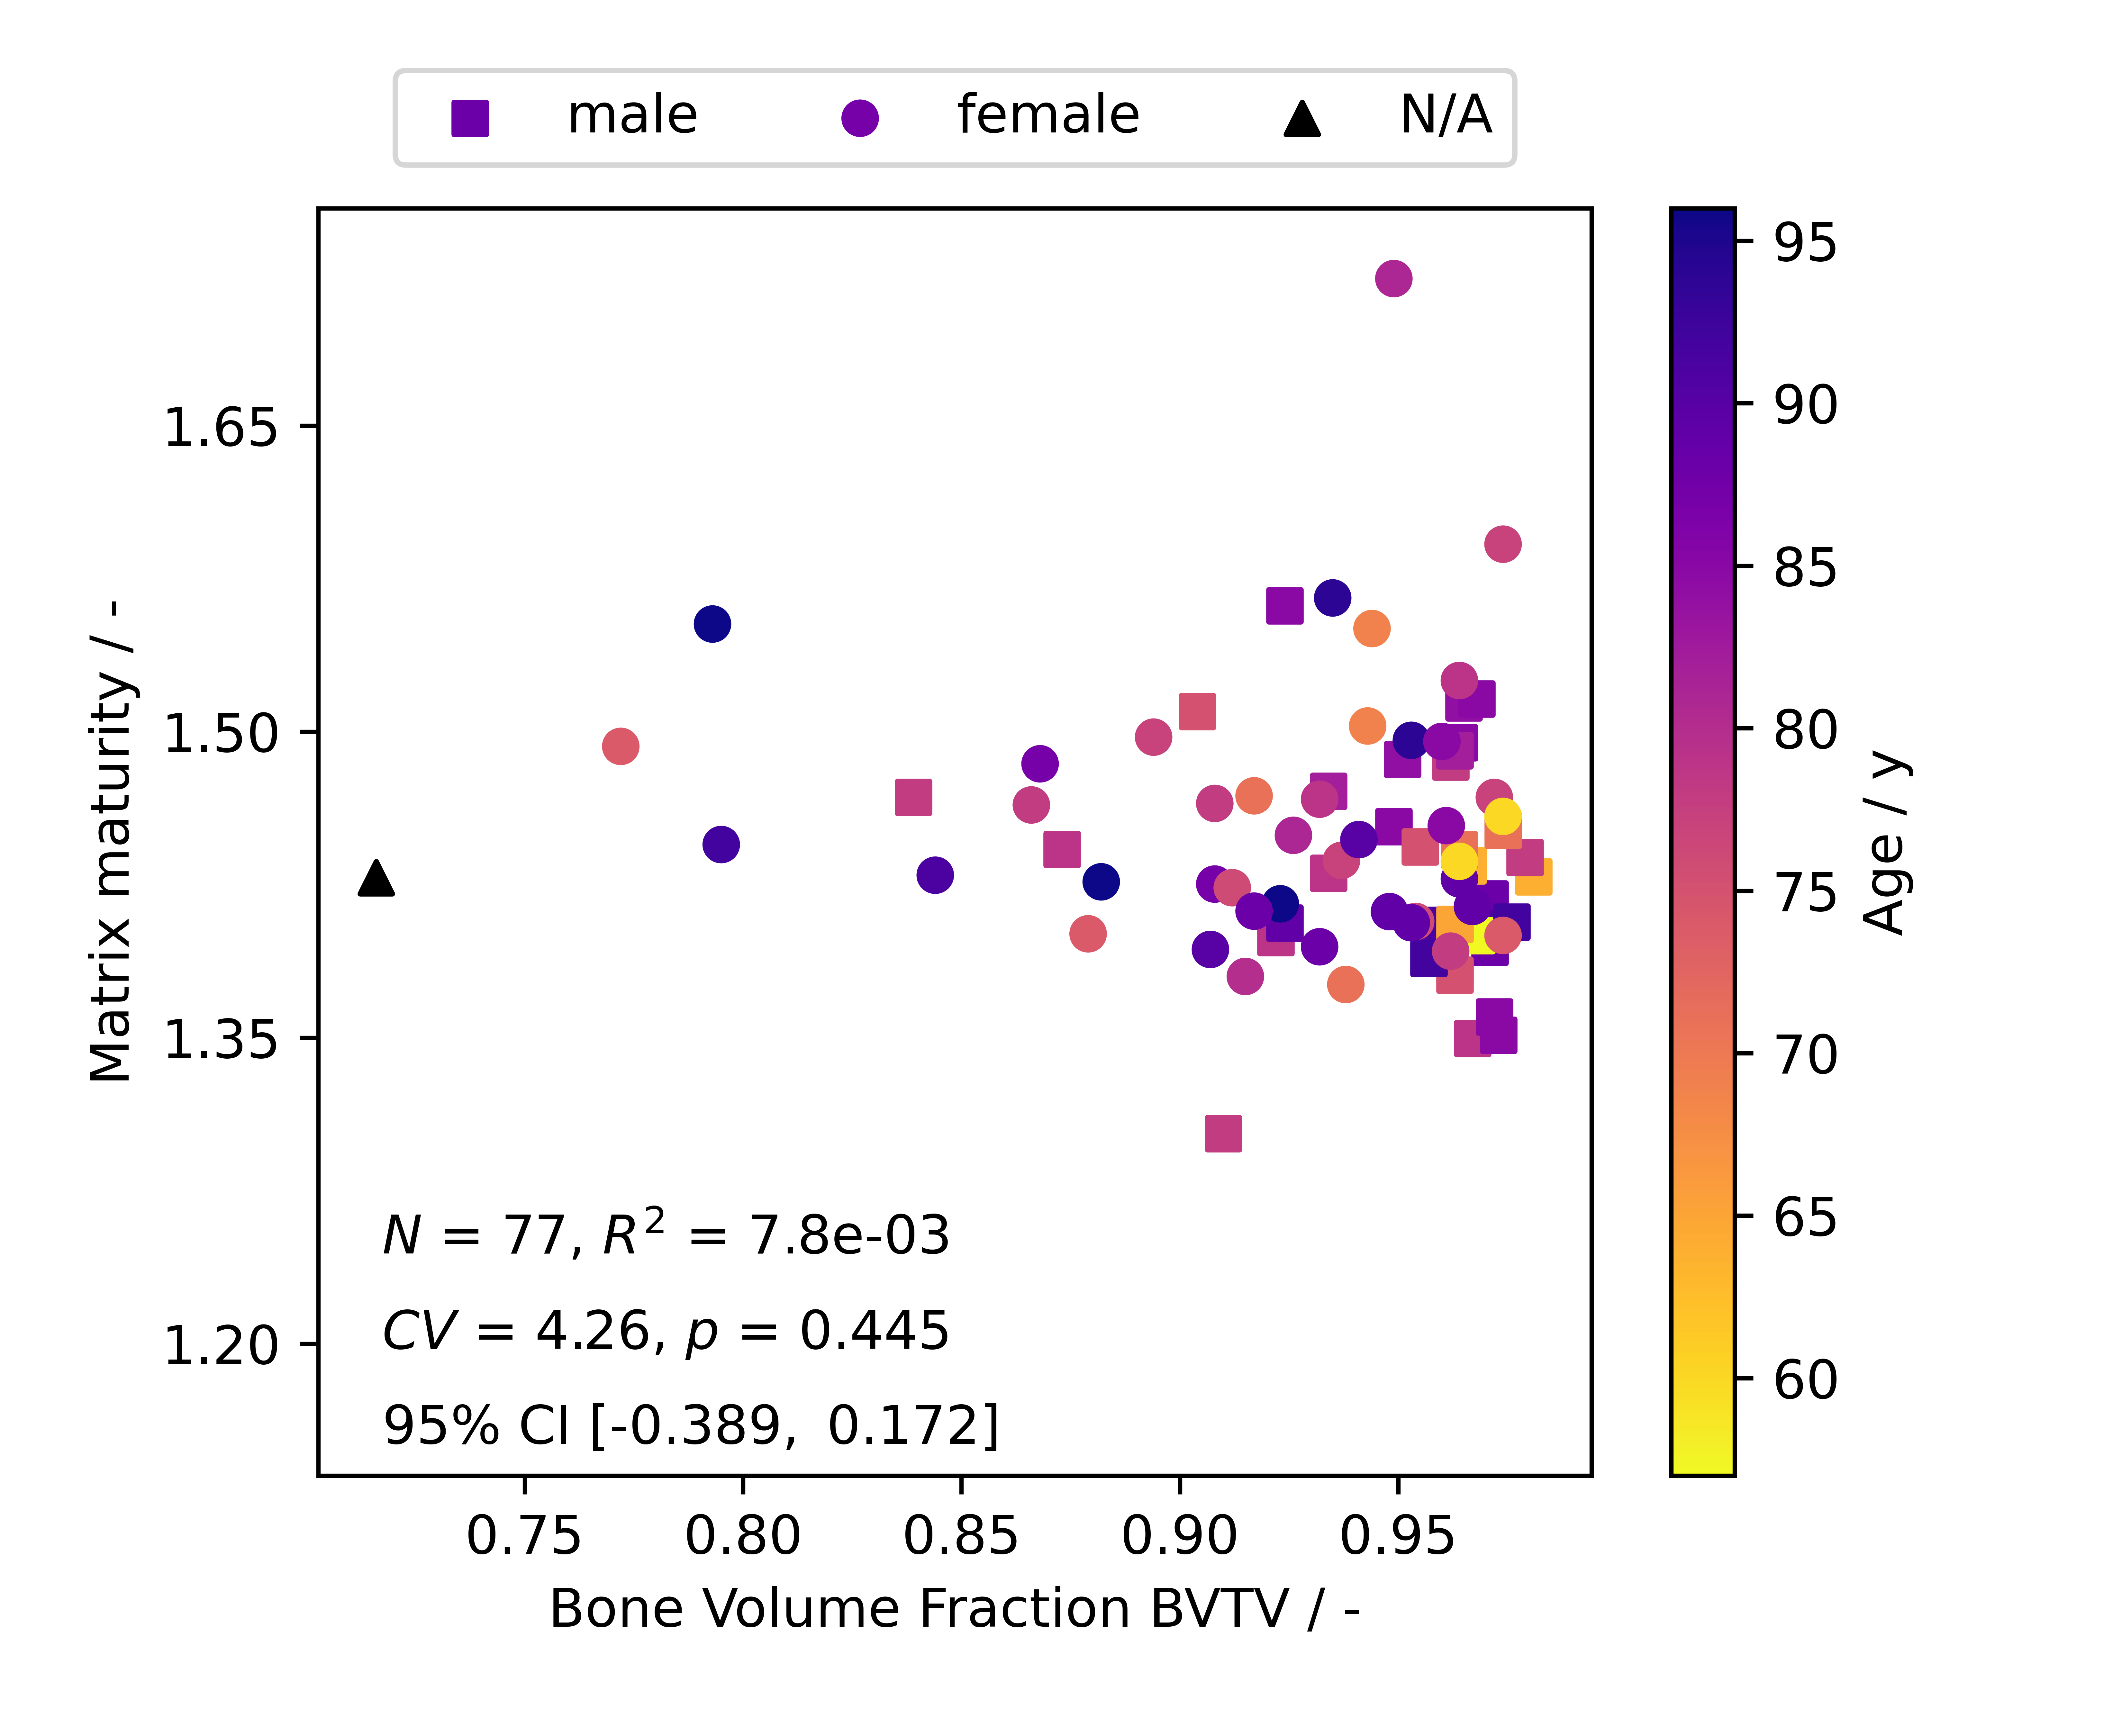 male female N/A
Matrix maturity / -
1.65
1.50
1.35
1.20
N = 77, R² = 7.8e-03
CV = 4.26, p = 0.445
95% CI [-0.389, 0.172]
0.75 0.80 0.85 0.90 0.95
Bone Volume Fraction BVTV / -
95
90
85
80
75
70
65
60
Age / y